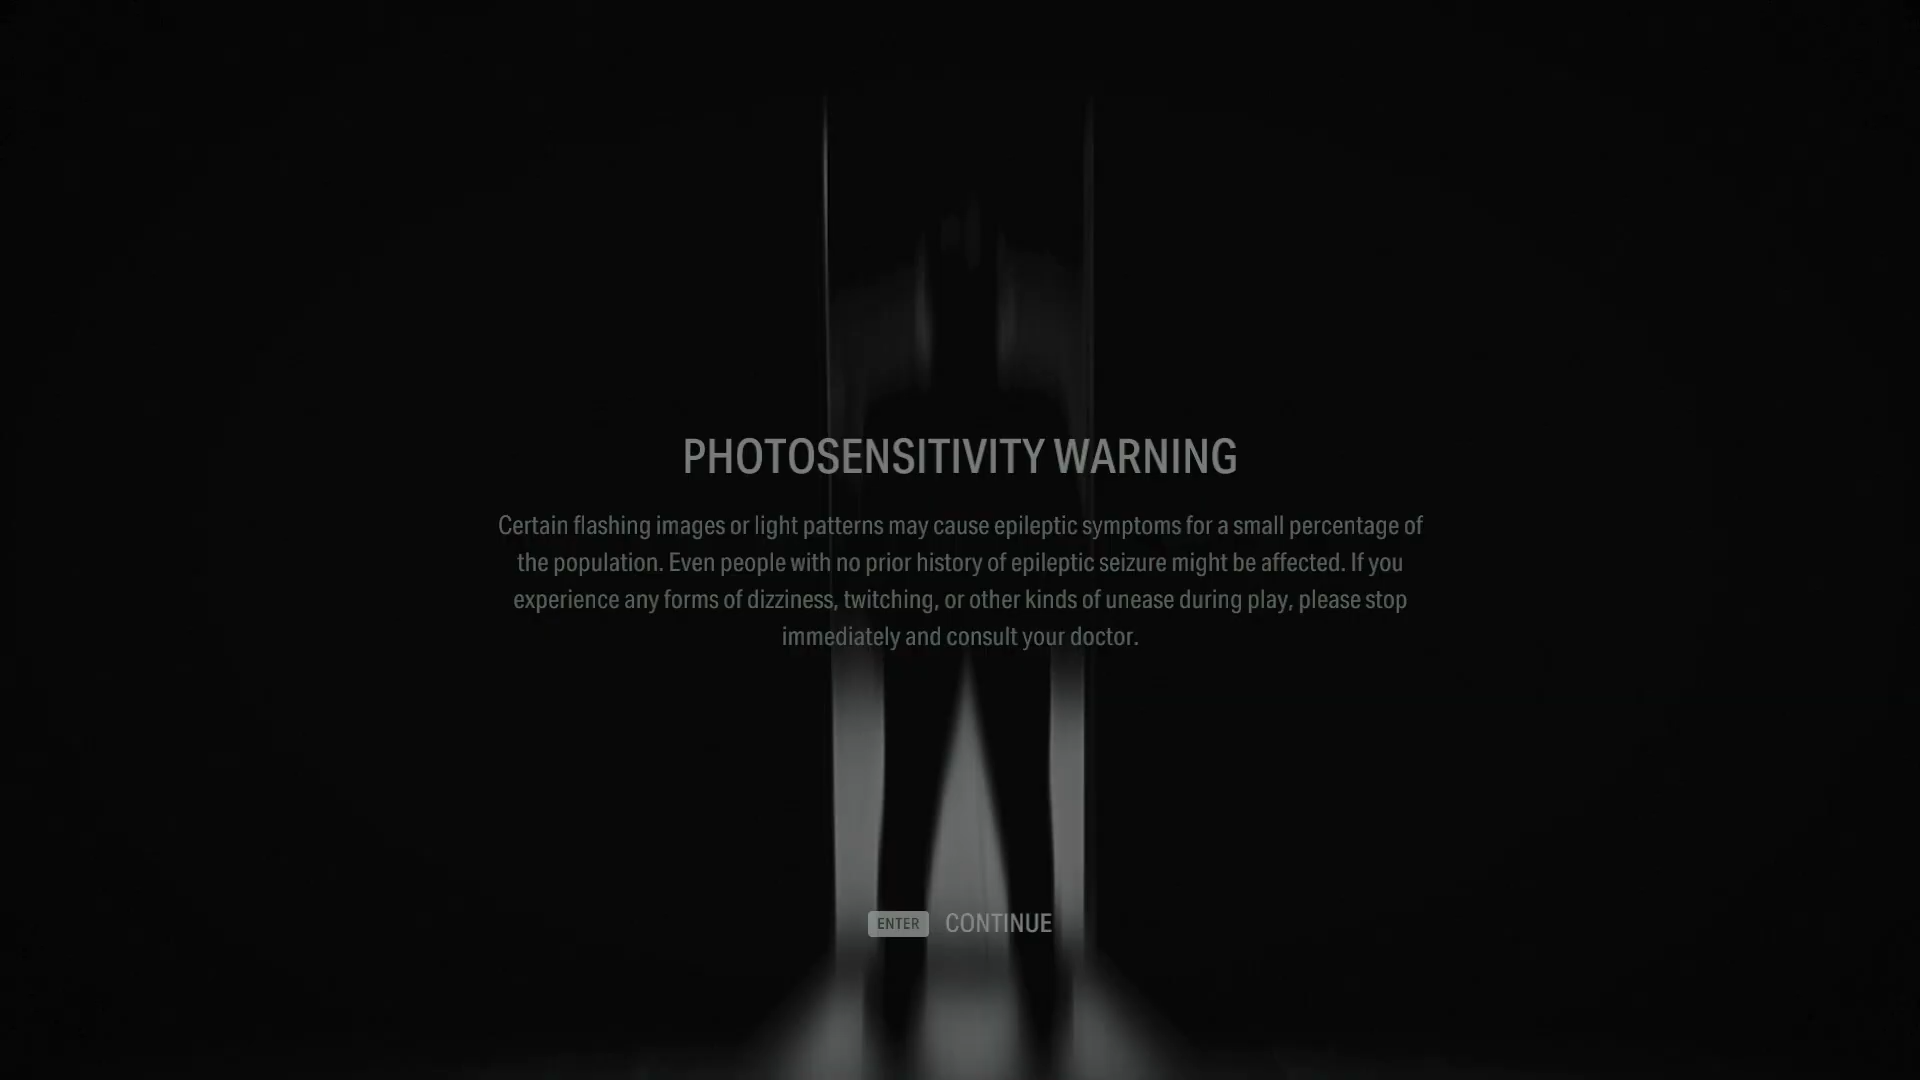 PHOTOSENSITIVITY WARNING
Certain flashing images or light patterns may cause epileptic symptoms for a small percentage of
the population. Even people with no prior history of epileptic seizure might be affected. If you
experience any forms of dizziness, twitching, or other kinds of unease during play, please stop
immediately and consult your doctor.
ENTER CONTINUE